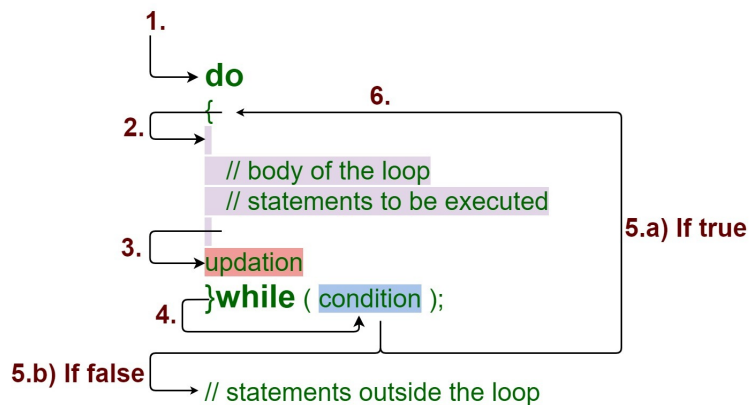 1.
do
6.
{
2.
// body of the loop
// statements to be executed
5.a) If true
3.
updation
}while ( condition );
4.
5.b) If false
// statements outside the loop